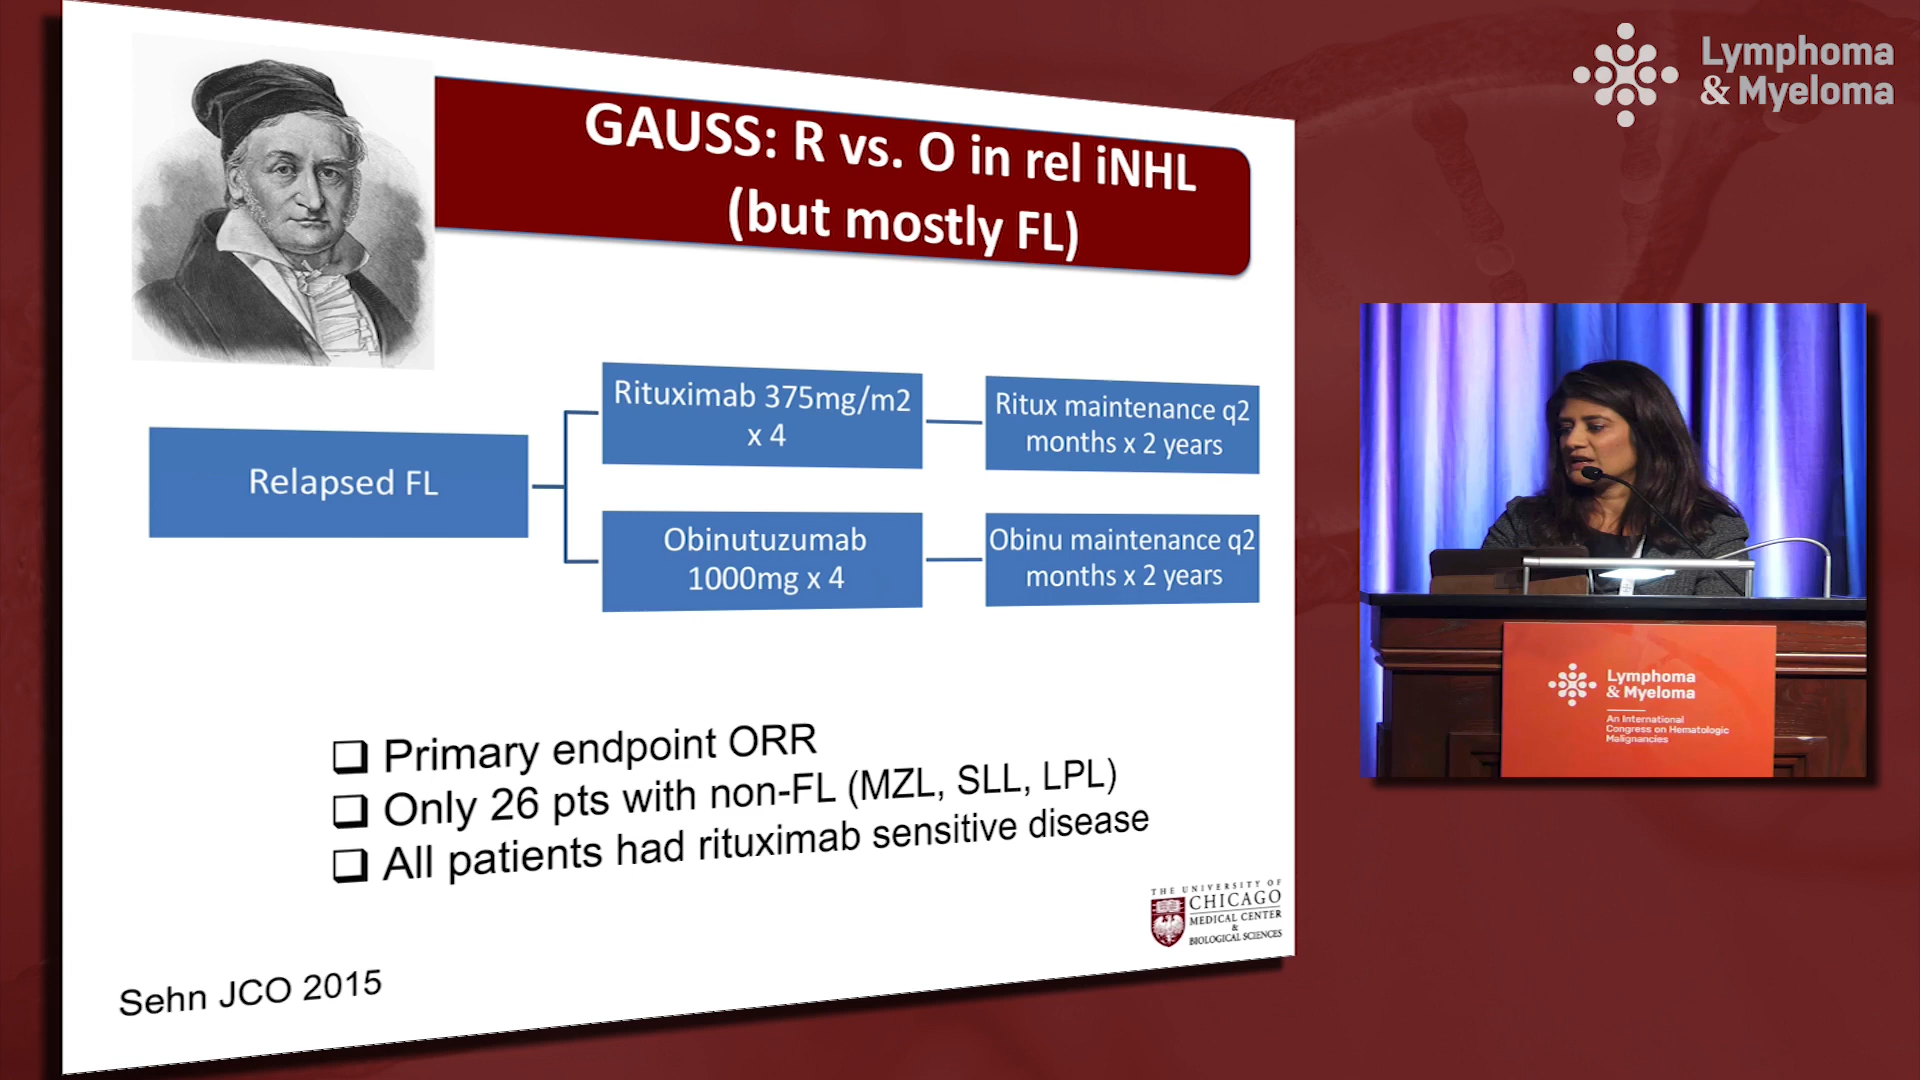 GAUSS: R vs. O in rel iNHL
(but mostly FL)
Relapsed FL
Rituximab 375mg/m2
x 4
Ritux maintenance q2
months x 2 years
Obinutuzumab
1000mg x 4
Obinu maintenance q2
months x 2 years
❑ Primary endpoint ORR
❑ Only 26 pts with non-FL (MZL, SLL, LPL)
❑ All patients had rituximab sensitive disease
THE UNIVERSITY OF
CHICAGO
MEDICAL CENTER
&
BIOLOGICAL SCIENCES
Sehn JCO 2015
Lymphoma
& Myeloma
Lymphoma
& Myeloma
An International
Congress on Hematologic
Malignancies